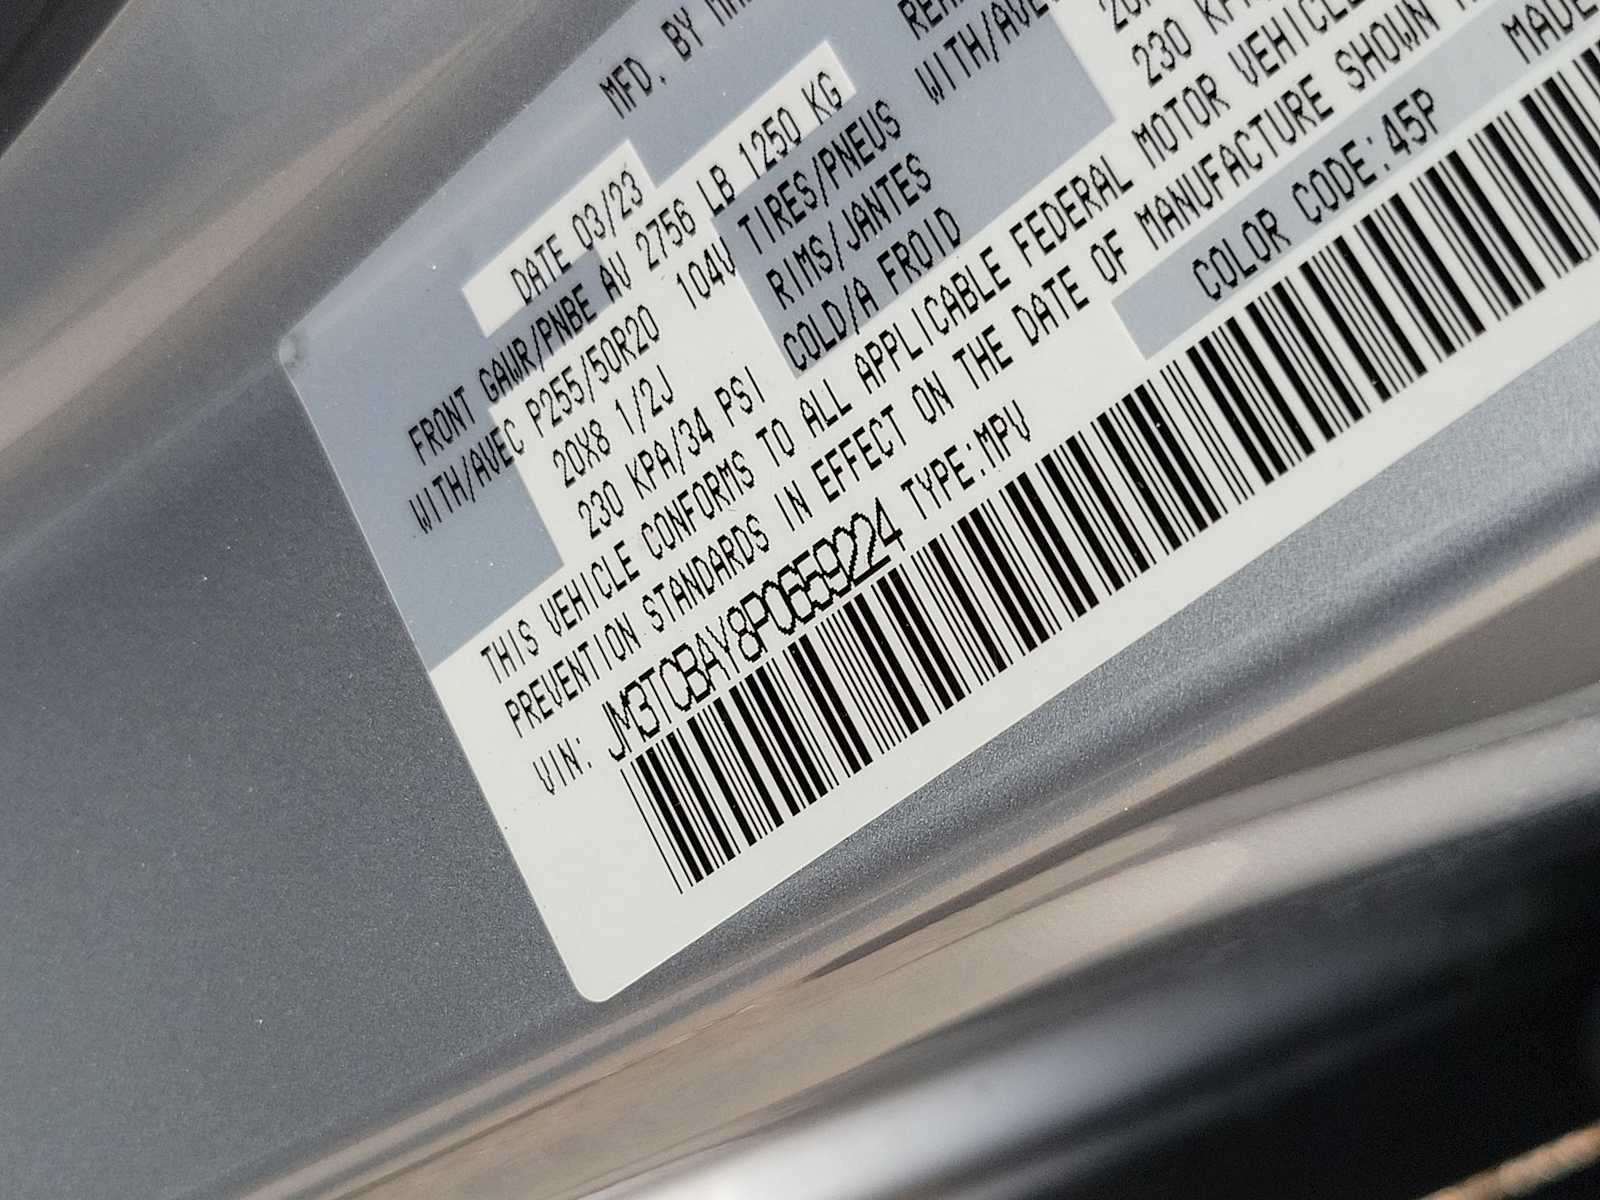 MFD. BY
DATE 03/23
FRONT GAWR/PNBE AV 2756 LB 1250 KG
WITH/AVEC P255/50R20 104V TIRES/PNEUS WITH/AVEC
20X8 1/2J RIMS/JANTES
230 KPA/34 PSI COLD/A FROID 230
THIS VEHICLE CONFORMS TO ALL APPLICABLE FEDERAL MOTOR VEHICLE
PREVENTION STANDARDS IN EFFECT ON THE DATE OF MANUFACTURE SHOWN
VIN: JM3TCBAY8P0659224 TYPE:MPV COLOR CODE:45P MADE